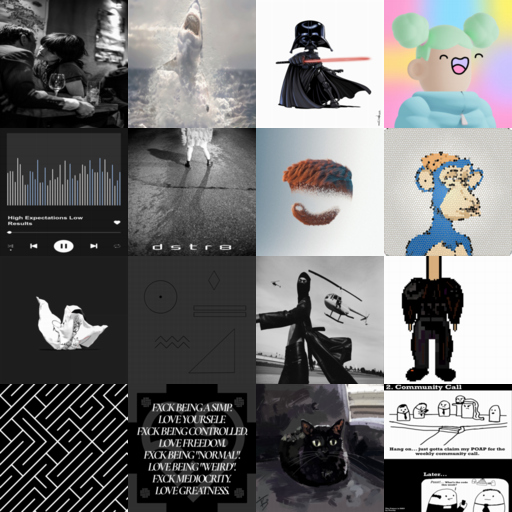 High Expectations Low
Results
dstr8
FXCK BEING A SIMP.
LOVE YOURSELF.
FXCK BEING CONTROLLED.
LOVE FREEDOM.
FXCK BEING "NORMAL".
LOVE BEING "WEIRD".
FXCK MEDIOCRITY.
LOVE GREATNESS.
2. Community Call
Hang on... just gotta claim my POAP for the
weekly community call.
Later...